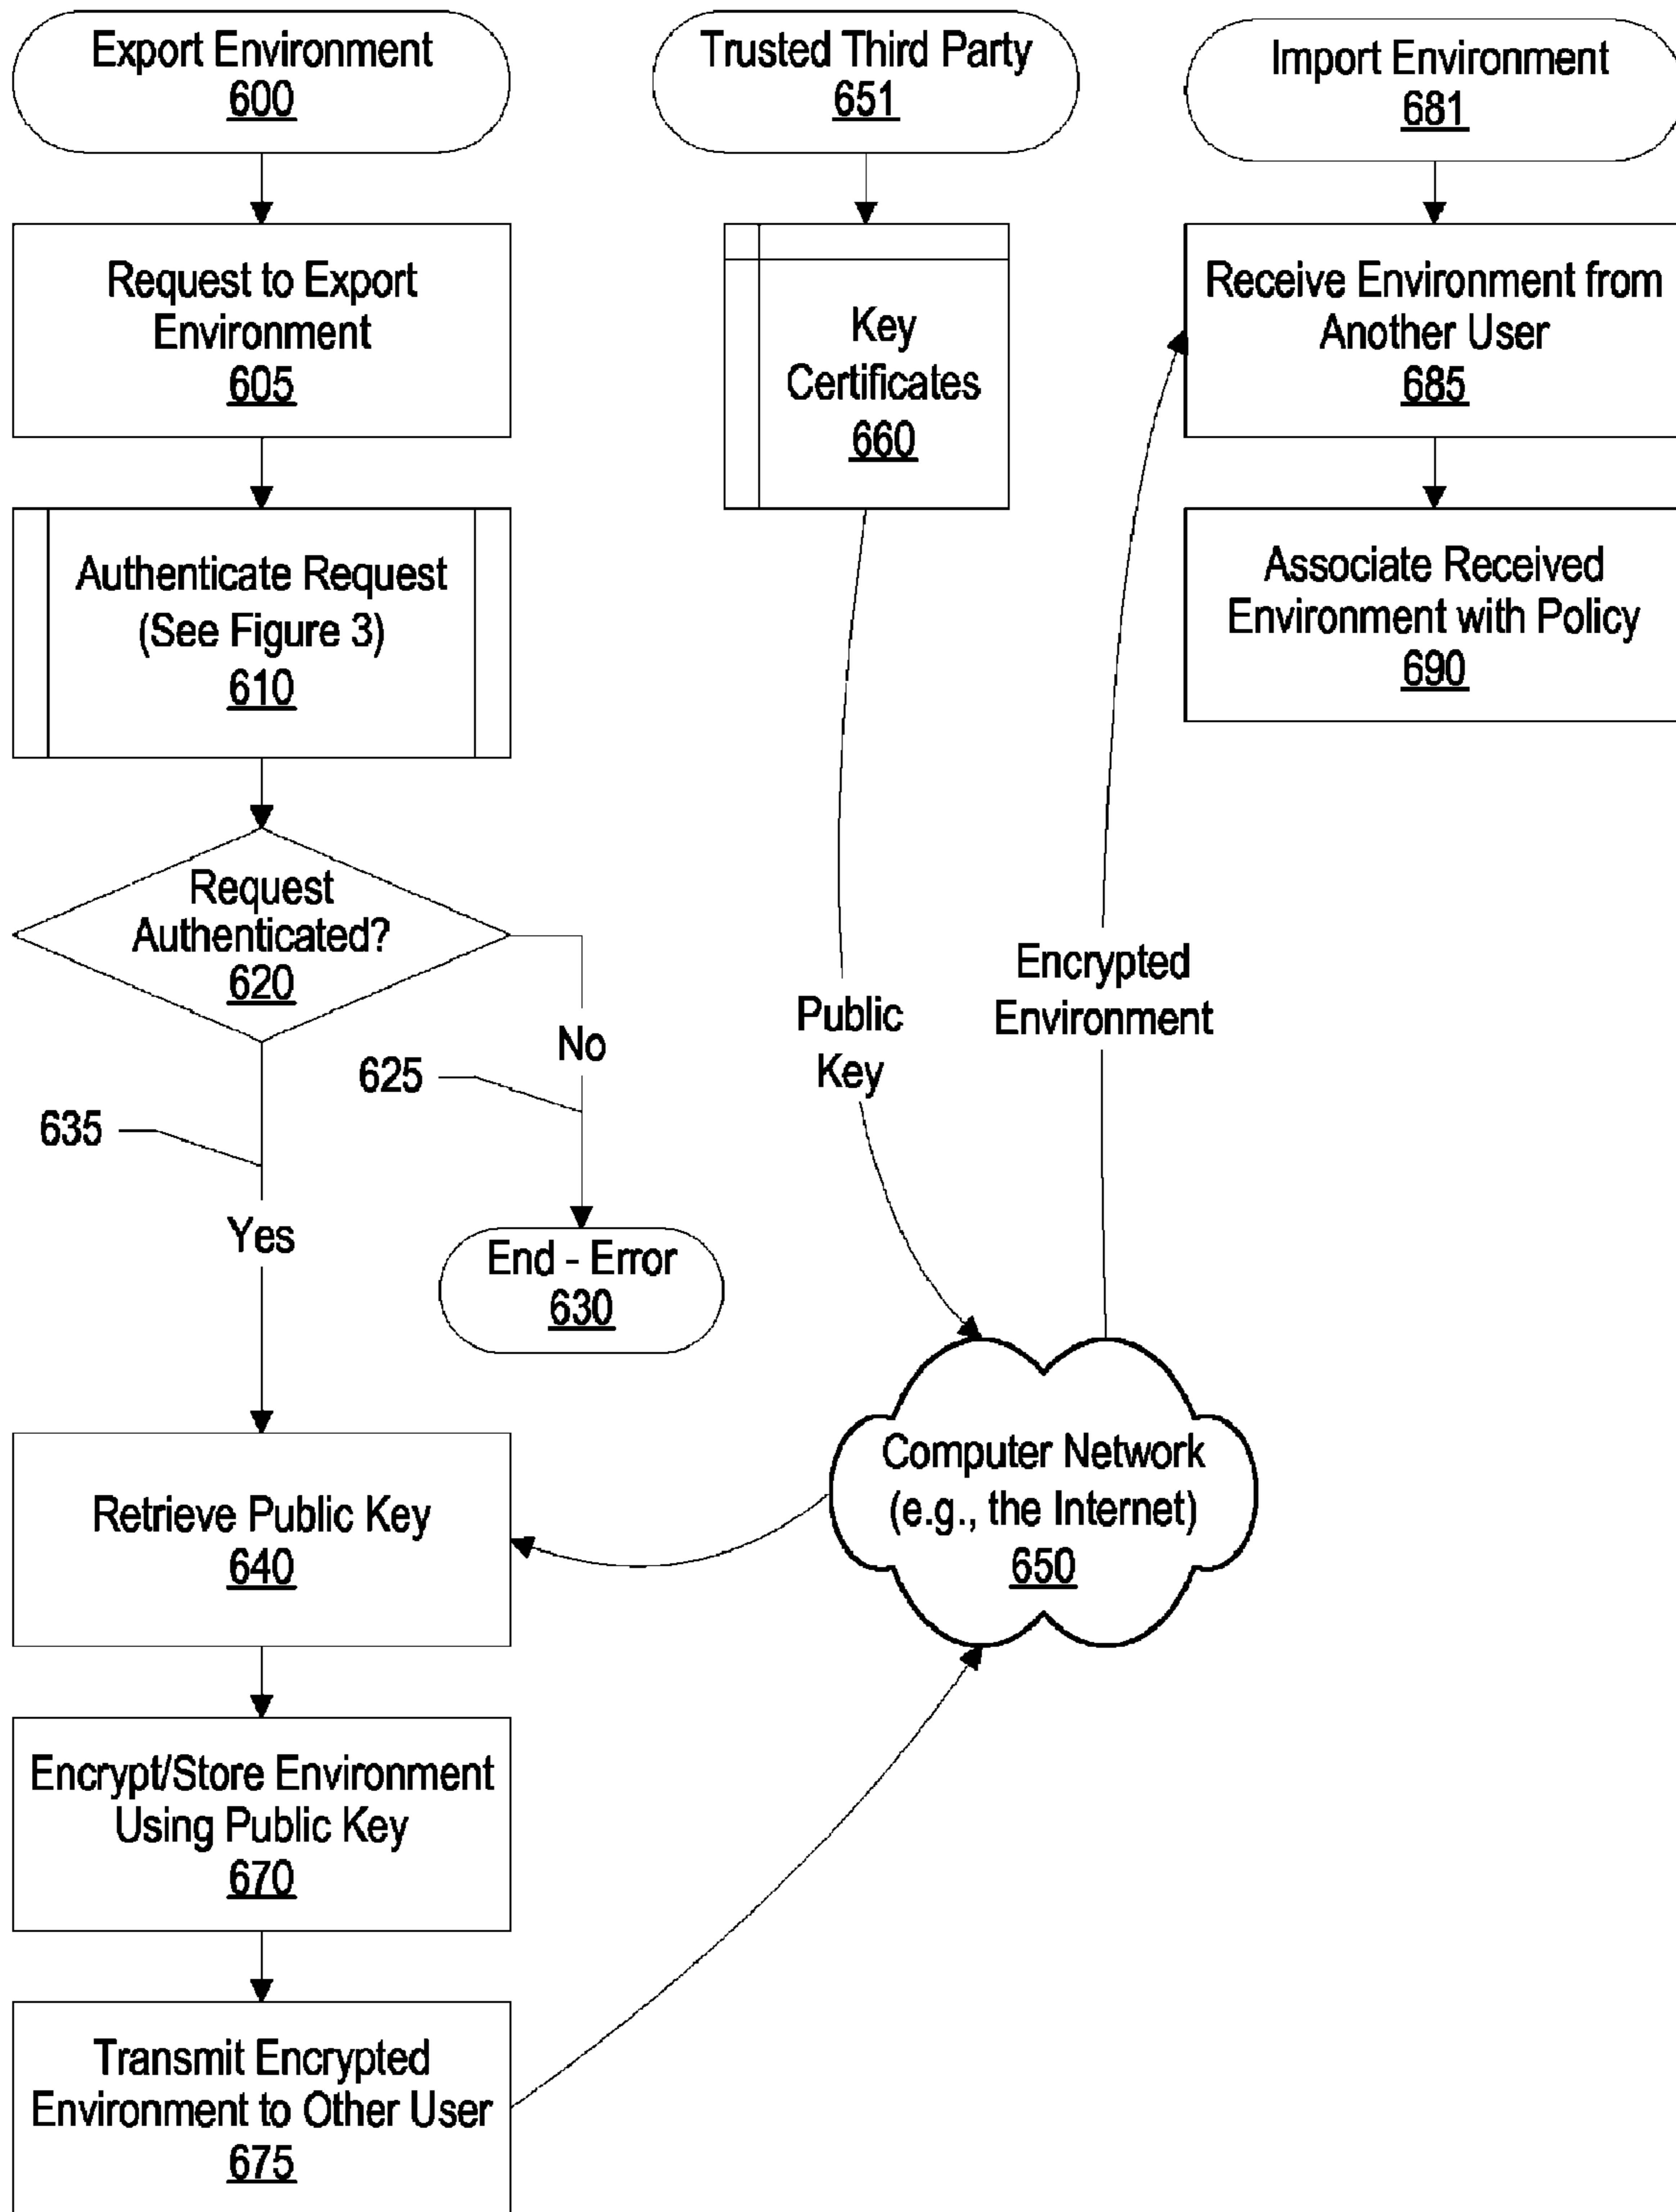 Export Environment
600
Request to Export
Environment
605
Authenticate Request
(See Figure 3)
610
Request
Authenticated?
620
No
625
635
Yes
End - Error
630
Retrieve Public Key
640
Encrypt/Store Environment
Using Public Key
670
Transmit Encrypted
Environment to Other User
675
Trusted Third Party
651
Key
Certificates
660
Public
Key
Computer Network
(e.g., the Internet)
650
Encrypted
Environment
Import Environment
681
Receive Environment from
Another User
685
Associate Received
Environment with Policy
690